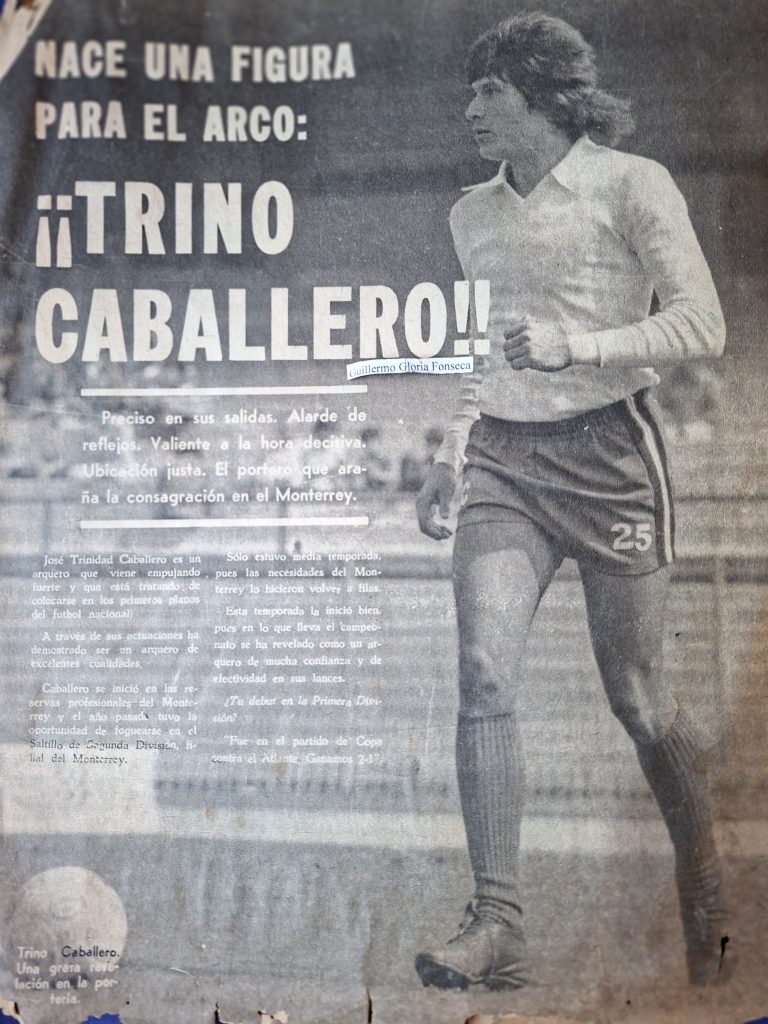 NACE UNA FIGURA
PARA EL ARCO:
¡¡TRINO
CABALLERO!!
Guillermo Gloria Fonseca
Preciso en sus salidas. Alarde de
reflejos. Valiente a la hora decisiva.
Ubicación justa. El portero que ara-
ña la consagración en el Monterrey.
José Trinidad Caballero es un
arquero que viene empujando
fuerte y que está tratando de
colocarse en los primeros planos
del futbol nacional.
A través de sus actuaciones ha
demostrado ser un arquero de
excelentes cualidades.
Caballero se inició en las re-
servas profesionales del Monte-
rrey y el año pasado tuvo la
oportunidad de foguearse en el
Saltillo de Segunda División, fi-
lial del Monterrey.
Sólo estuvo media temporada,
pues las necesidades del Mon-
terrey lo hicieron volver a filas.
Esta temporada la inició bien,
pues en lo que lleva el campeo-
nato se ha revelado como un ar-
quero de mucha confianza y de
efectividad en sus lances.
¿Tu debut en la Primera Divi-
sión?
"Fue en el partido de Copa
contra el Atlante. Ganamos 2-1".
25
Trino Caballero.
Una grata reve-
lación en la por-
tería.